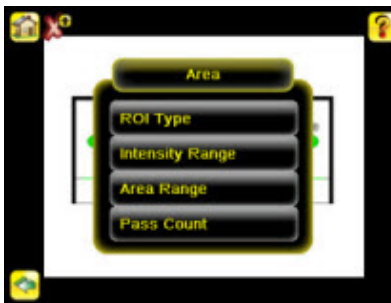 Area
ROI Type
Intensity Range
Area Range
Pass Count